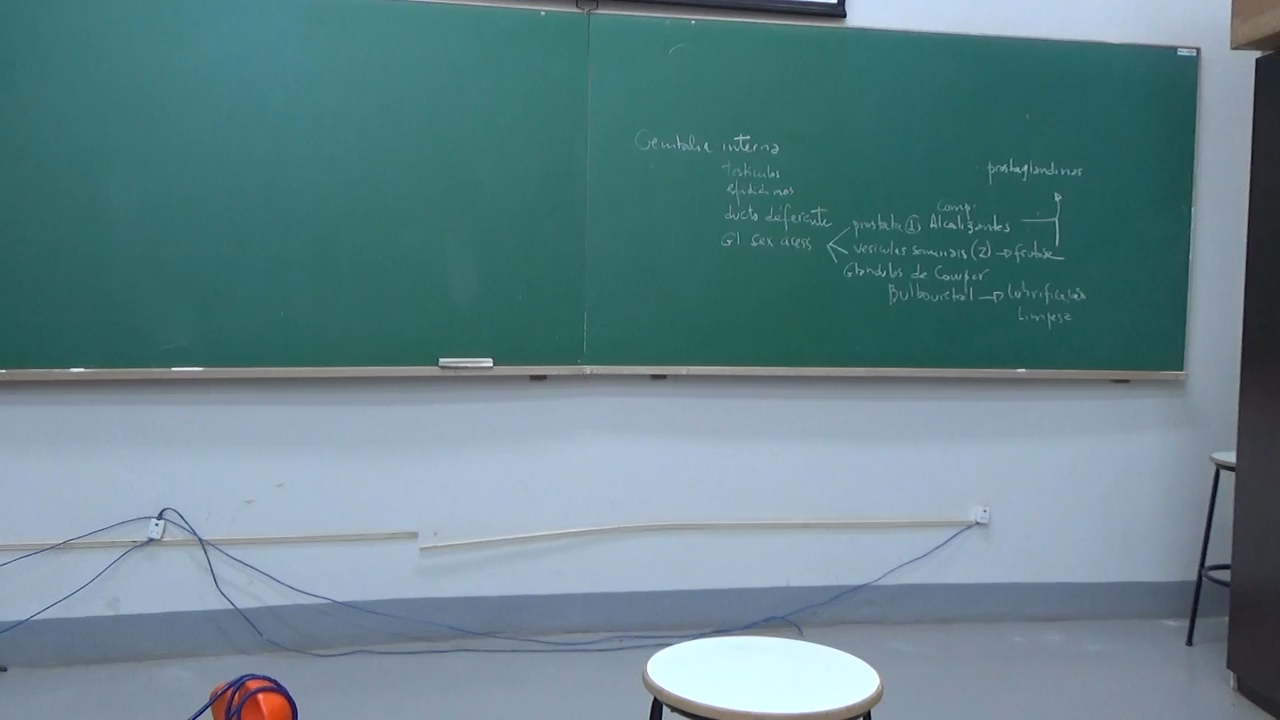 Genitalia interna
testiculos
epididimos
prostaglandinas
Comp.
ducto deferente
prostata (1) Alcalizantes
Gl sex acess
vesiculas seminais (2) → frutose
Glandulas de Cowper
Bulbouretal → lubrificação
Limpeza